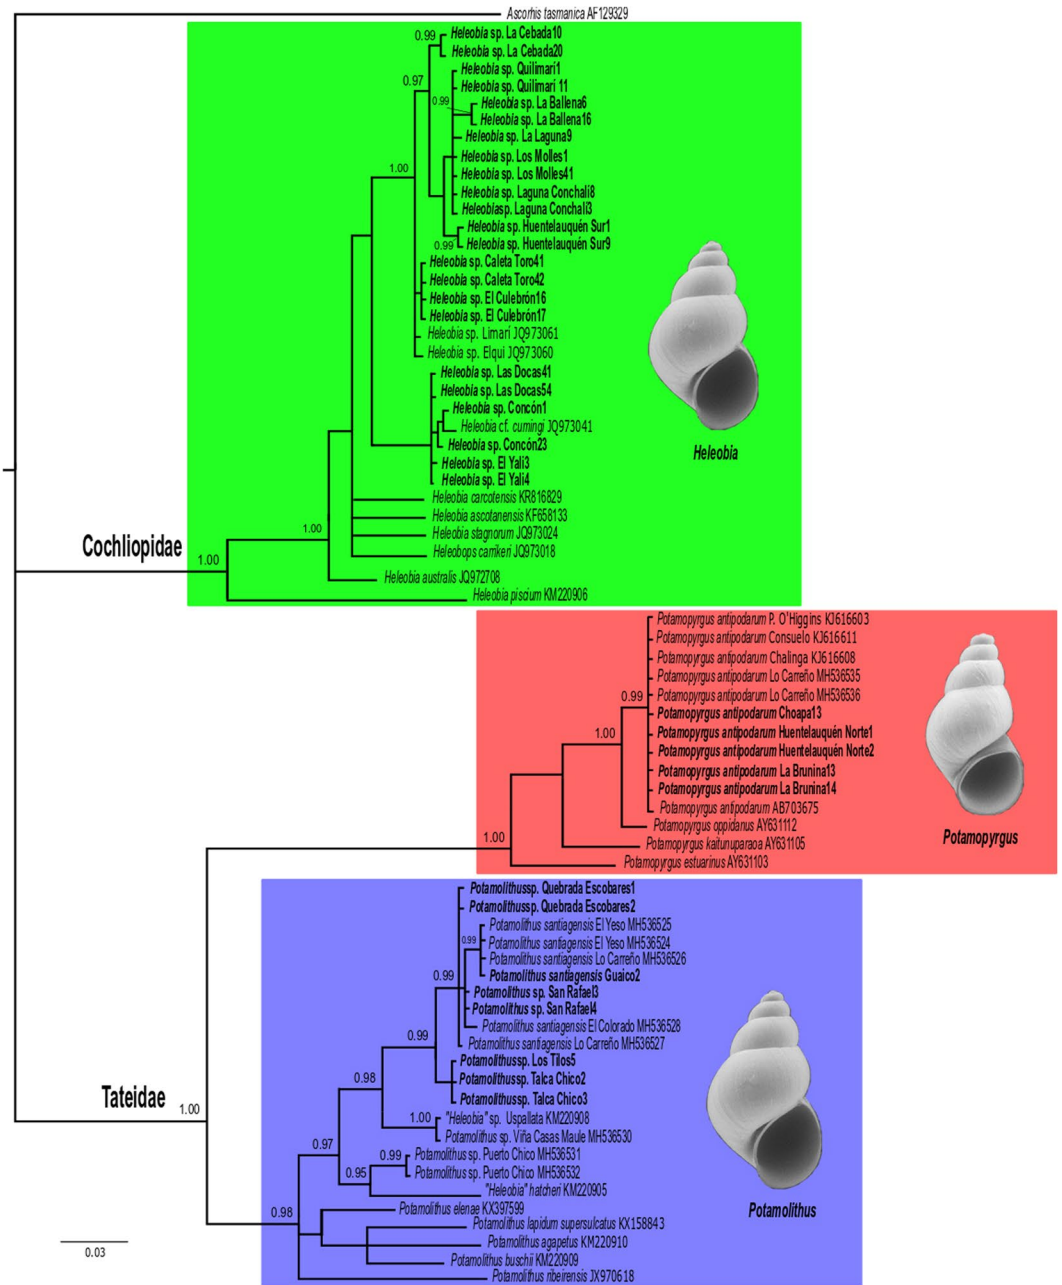 Ascorhis tasmanica AF129329
0.99
Heleobia sp. La Cebada10
Heleobia sp. La Cebada20
0.97
Heleobia sp. Quilimarí1
Heleobia sp. Quilimarí 11
0.99
Heleobia sp. La Ballena6
Heleobia sp. La Ballena16
Heleobia sp. La Laguna9
1.00
Heleobia sp. Los Molles1
Heleobia sp. Los Molles41
Heleobia sp. Laguna Conchalí8
Heleobiasp. Laguna Conchalí3
Heleobia sp. Huentelauquén Sur1
0.99
Heleobia sp. Huentelauquén Sur9
Heleobia sp. Caleta Toro41
Heleobia sp. Caleta Toro42
Heleobia sp. El Culebrón16
Heleobia sp. El Culebrón17
Heleobia sp. Limarí JQ973061
Heleobia sp. Elqui JQ973060
Heleobia sp. Las Docas41
Heleobia sp. Las Docas54
Heleobia sp. Concón1
Heleobia cf. cumingi JQ973041
Heleobia sp. Concón23
Heleobia sp. El Yali3
Heleobia sp. El Yali4
Heleobia
Heleobia carcotensis KR816829
Heleobia ascotanensis KF658133
1.00
Heleobia stagnorum JQ973024
Heleobops carrikeri JQ973018
Cochliopidae
1.00
Heleobia australis JQ972708
Heleobia piscium KM220906
Potamopyrgus antipodarum P. O'Higgins KJ616603
Potamopyrgus antipodarum Consuelo KJ616611
Potamopyrgus antipodarum Chalinga KJ616608
Potamopyrgus antipodarum Lo Carreño MH536535
0.99
Potamopyrgus antipodarum Lo Carreño MH536536
Potamopyrgus antipodarum Choapa13
1.00
Potamopyrgus antipodarum Huentelauquén Norte1
Potamopyrgus antipodarum Huentelauquén Norte2
Potamopyrgus antipodarum La Brunina13
Potamopyrgus antipodarum La Brunina14
Potamopyrgus antipodarum AB703675
Potamopyrgus oppidanus AY631112
1.00
Potamopyrgus kaitunuparaoa AY631105
Potamopyrgus estuarinus AY631103
Potamopyrgus
Potamolithussp. Quebrada Escobares1
Potamolithussp. Quebrada Escobares2
Potamolithus santiagensis El Yeso MH536525
0.99
Potamolithus santiagensis El Yeso MH536524
Potamolithus santiagensis Lo Carreño MH536526
0.99
Potamolithus santiagensis Guaico2
Potamolithus sp. San Rafael3
Potamolithus sp. San Rafael4
Potamolithus santiagensis El Colorado MH536528
0.99
Potamolithus santiagensis Lo Carreño MH536527
Potamolithussp. Los Tilos5
0.98
Potamolithussp. Talca Chico2
Potamolithussp. Talca Chico3
Tateidae
1.00
1.00
"Heleobia" sp. Uspallata KM220908
Potamolithus sp. Viña Casas Maule MH536530
0.97
0.99
Potamolithus sp. Puerto Chico MH536531
0.95
Potamolithus sp. Puerto Chico MH536532
"Heleobia" hatcheri KM220905
0.98
Potamolithus elenae KX397599
Potamolithus lapidum supersulcatus KX158843
Potamolithus agapetus KM220910
Potamolithus buschii KM220909
Potamolithus ribeirensis JX970618
Potamolithus
0.03